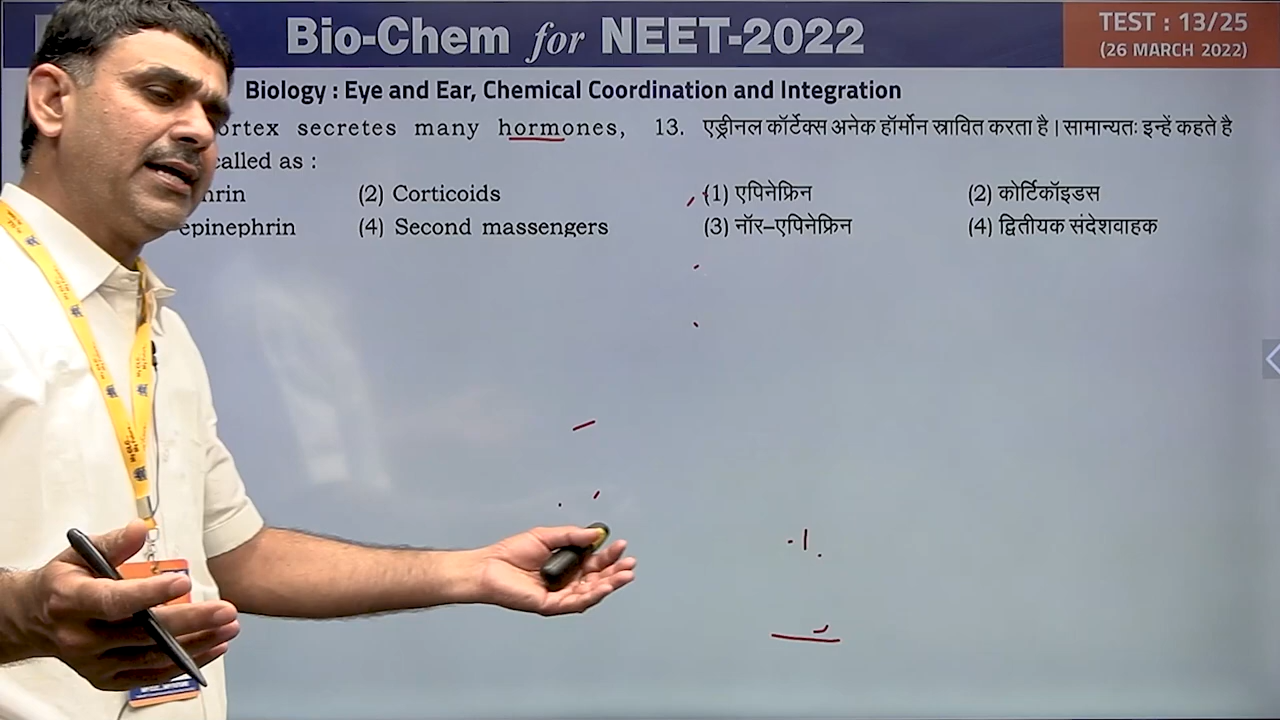 Bio-Chem for NEET-2022
TEST : 13/25
(26 MARCH 2022)
Biology : Eye and Ear, Chemical Coordination and Integration
ortex secretes many hormones,
called as :
hrin (2) Corticoids
epinephrin (4) Second massengers
13. एड्रीनल कॉर्टेक्स अनेक हॉर्मोन स्रावित करता है । सामान्यतः इन्हें कहते है
(1) एपिनेफ्रिन (2) कोर्टिकॉइडस
(3) नॉर–एपिनेफ्रिन (4) द्वितीयक संदेशवाहक